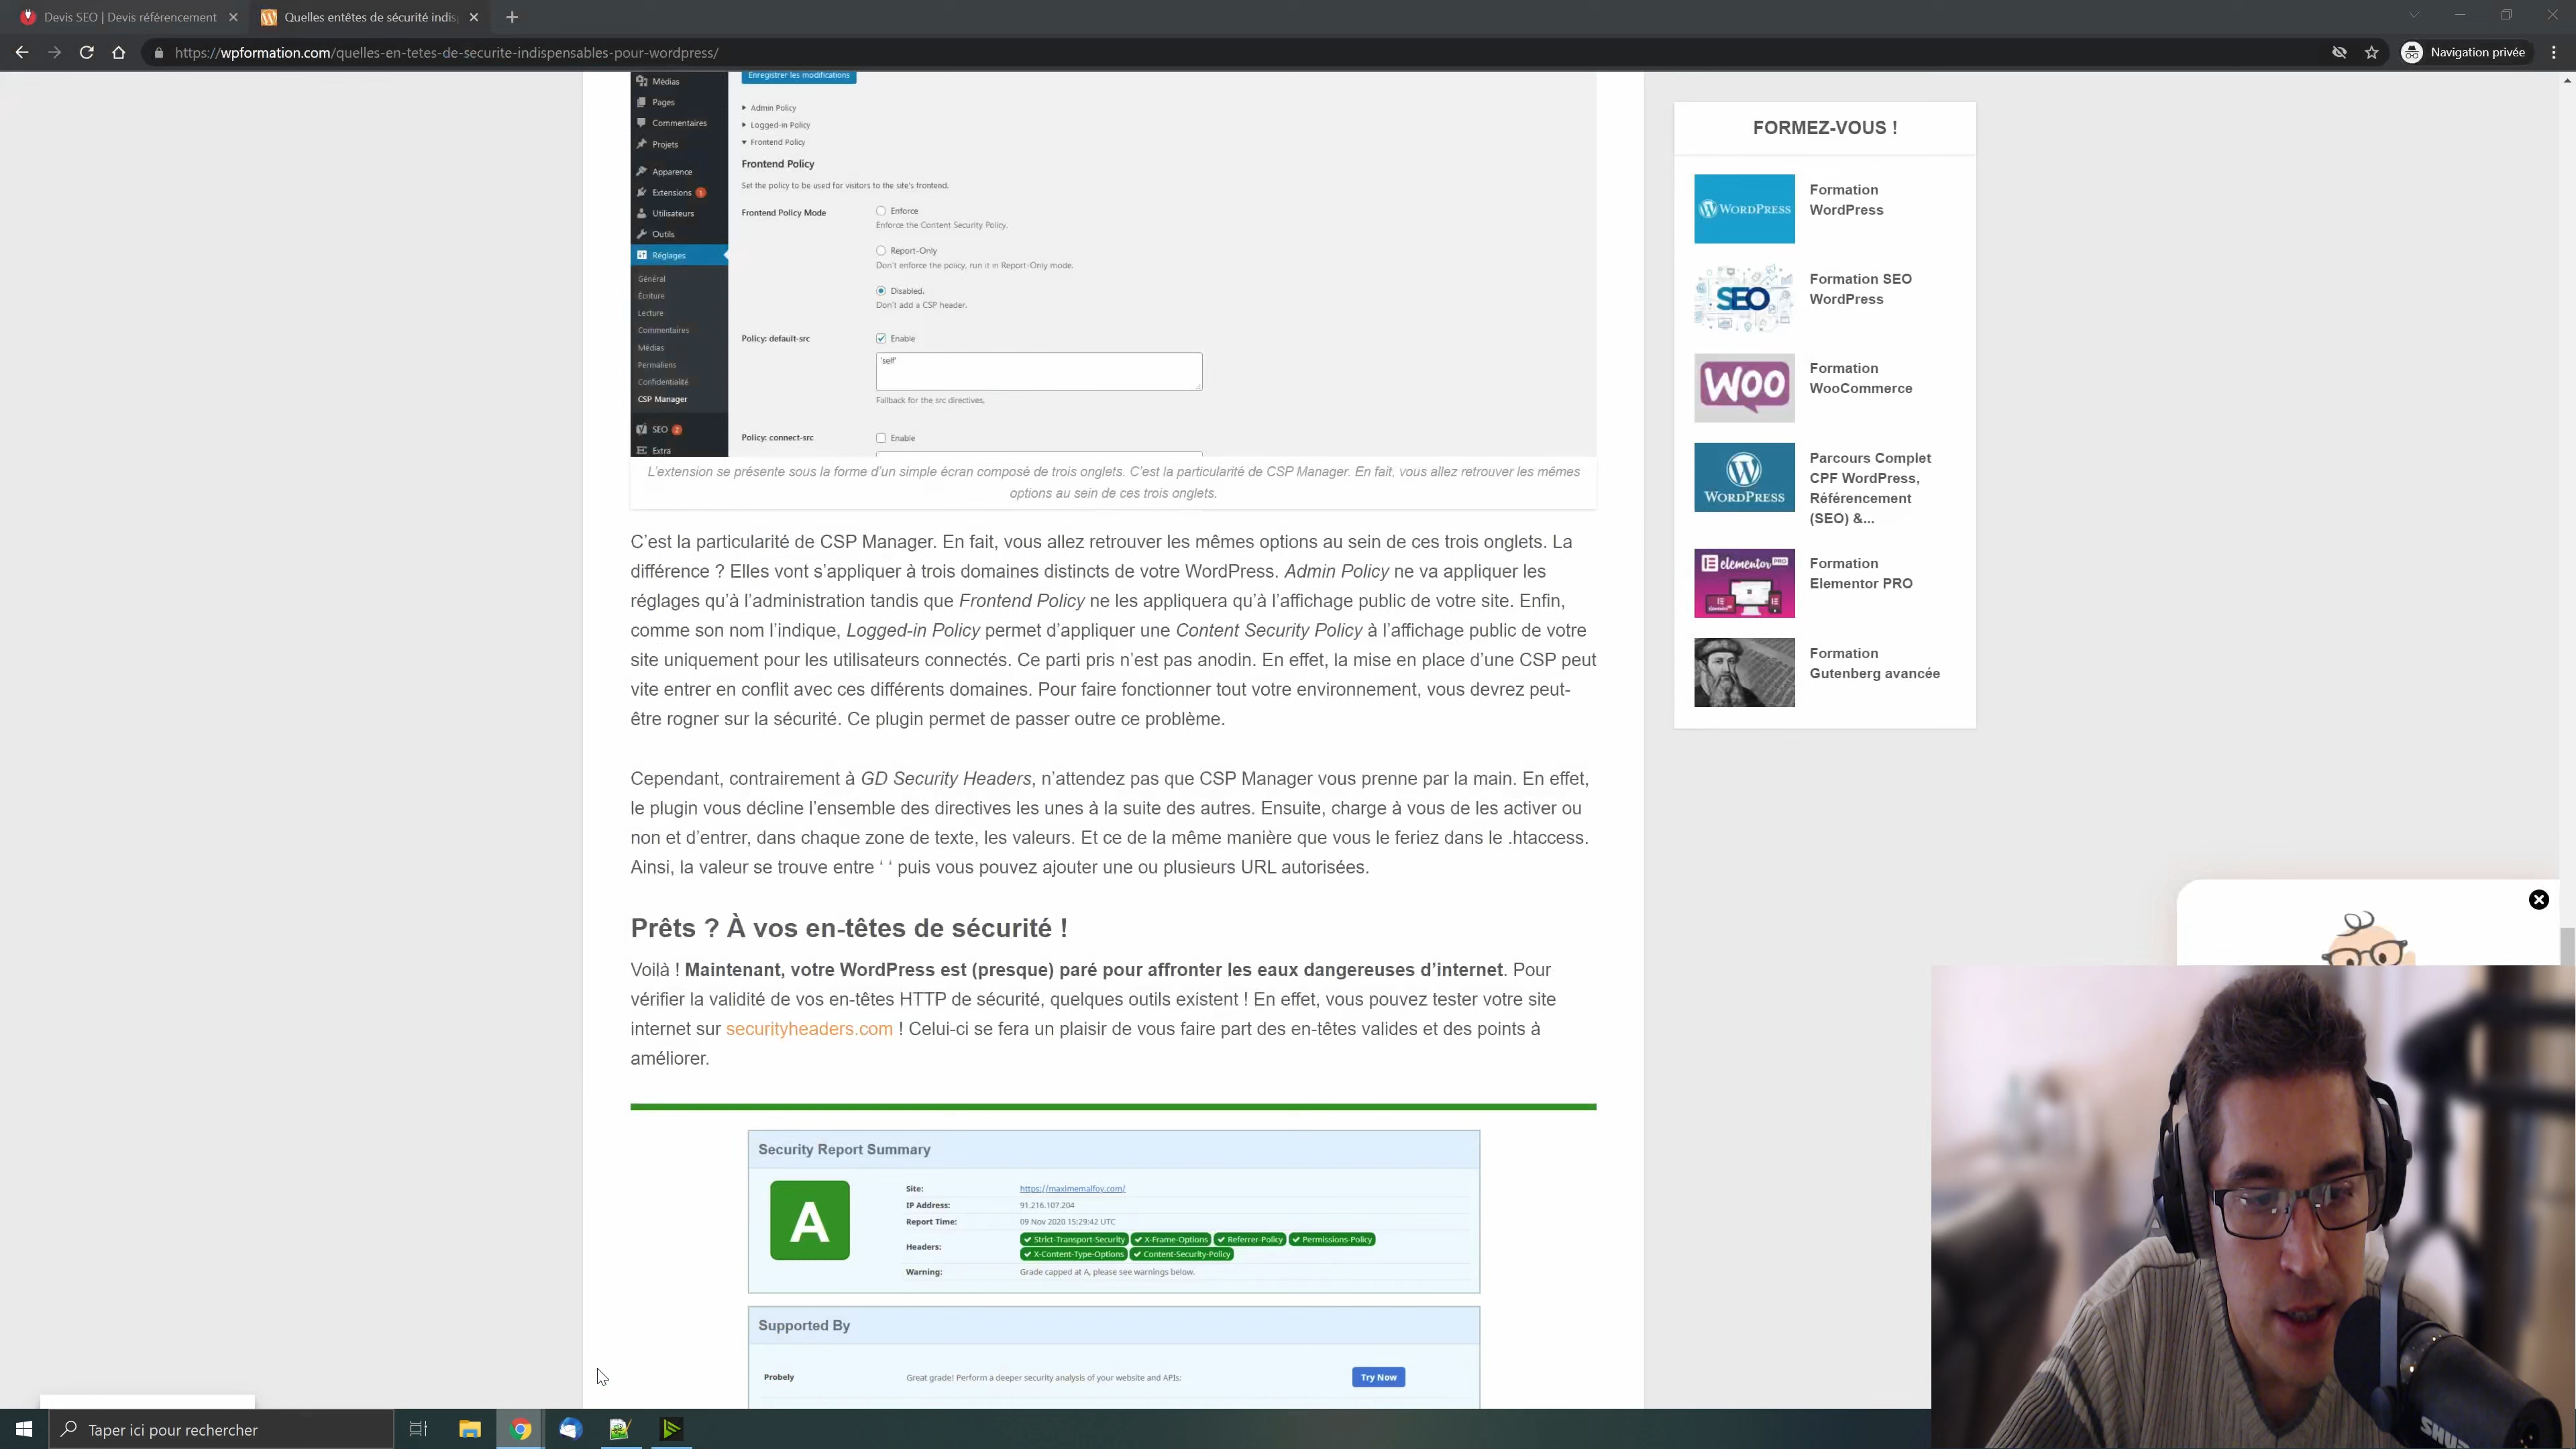 Devis SEO | Devis référencement
Quelles entêtes de sécurité indis
https://wpformation.com/quelles-en-tetes-de-securite-indispensables-pour-wordpress/
Navigation privée
Médias
Pages
Commentaires
Projets
Apparence
Extensions 1
Utilisateurs
Outils
Réglages
Général
Écriture
Lecture
Commentaires
Médias
Permaliens
Confidentialité
CSP Manager
SEO 2
Extra
Enregistrer les modifications
Admin Policy
Logged-in Policy
Frontend Policy
Frontend Policy
Set the policy to be used for visitors to the site's frontend.
Frontend Policy Mode
Enforce
Enforce the Content Security Policy.
Report-Only
Don't enforce the policy, run it in Report-Only mode.
Disabled.
Don't add a CSP header.
Policy: default-src
Enable
'self'
Fallback for the src directives.
Policy: connect-src
Enable
L'extension se présente sous la forme d'un simple écran composé de trois onglets. C'est la particularité de CSP Manager. En fait, vous allez retrouver les mêmes
options au sein de ces trois onglets.
C'est la particularité de CSP Manager. En fait, vous allez retrouver les mêmes options au sein de ces trois onglets. La
différence ? Elles vont s'appliquer à trois domaines distincts de votre WordPress. Admin Policy ne va appliquer les
réglages qu'à l'administration tandis que Frontend Policy ne les appliquera qu'à l'affichage public de votre site. Enfin,
comme son nom l'indique, Logged-in Policy permet d'appliquer une Content Security Policy à l'affichage public de votre
site uniquement pour les utilisateurs connectés. Ce parti pris n'est pas anodin. En effet, la mise en place d'une CSP peut
vite entrer en conflit avec ces différents domaines. Pour faire fonctionner tout votre environnement, vous devrez peut-
être rogner sur la sécurité. Ce plugin permet de passer outre ce problème.
Cependant, contrairement à GD Security Headers, n'attendez pas que CSP Manager vous prenne par la main. En effet,
le plugin vous décline l'ensemble des directives les unes à la suite des autres. Ensuite, charge à vous de les activer ou
non et d'entrer, dans chaque zone de texte, les valeurs. Et ce de la même manière que vous le feriez dans le .htaccess.
Ainsi, la valeur se trouve entre ' ' puis vous pouvez ajouter une ou plusieurs URL autorisées.
Prêts ? À vos en-têtes de sécurité !
Voilà ! Maintenant, votre WordPress est (presque) paré pour affronter les eaux dangereuses d'internet. Pour
vérifier la validité de vos en-têtes HTTP de sécurité, quelques outils existent ! En effet, vous pouvez tester votre site
internet sur securityheaders.com ! Celui-ci se fera un plaisir de vous faire part des en-têtes valides et des points à
améliorer.
Security Report Summary
A
Site: https://maximemalfoy.com/
IP Address: 91.216.107.204
Report Time: 09 Nov 2020 15:29:42 UTC
Headers: Strict-Transport-Security X-Frame-Options Referrer-Policy Permissions-Policy
X-Content-Type-Options Content-Security-Policy
Warning: Grade capped at A, please see warnings below.
Supported By
Probely Great grade! Perform a deeper security analysis of your website and APIs: Try Now
FORMEZ-VOUS !
WORDPRESS
Formation
WordPress
SEO
Formation SEO
WordPress
WOO
Formation
WooCommerce
WORDPRESS
Parcours Complet
CPF WordPress,
Référencement
(SEO) &...
elementor PRO
Formation
Elementor PRO
Formation
Gutenberg avancée
SHU
Taper ici pour rechercher